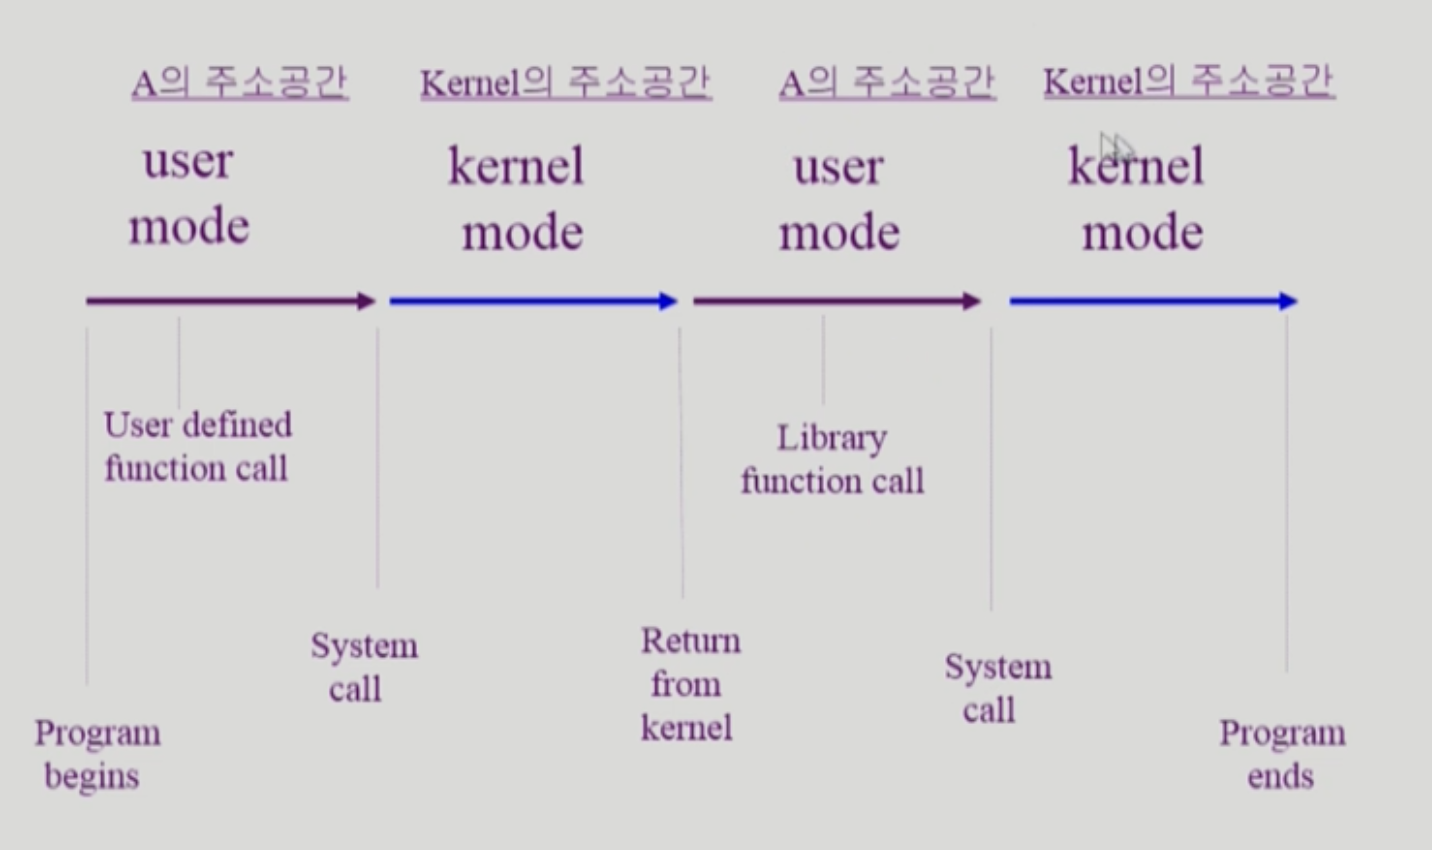 A의 주소공간
Kernel의 주소공간
A의 주소공간
Kernel의 주소공간
user
mode
kernel
mode
user
mode
kernel
mode
User defined
function call
Library
function call
System
call
Return
from
kernel
System
call
Program
begins
Program
ends